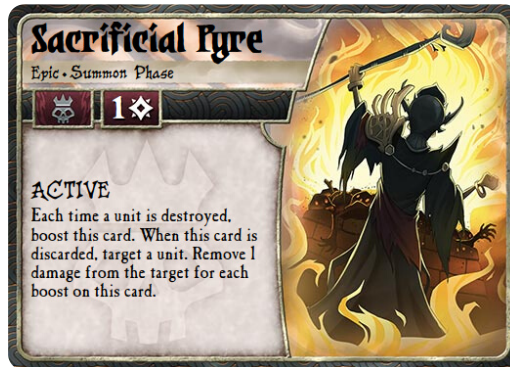 Sacrificial Pyre
Epic • Summon Phase
1
ACTIVE
Each time a unit is destroyed,
boost this card. When this card is
discarded, target a unit. Remove 1
damage from the target for each
boost on this card.